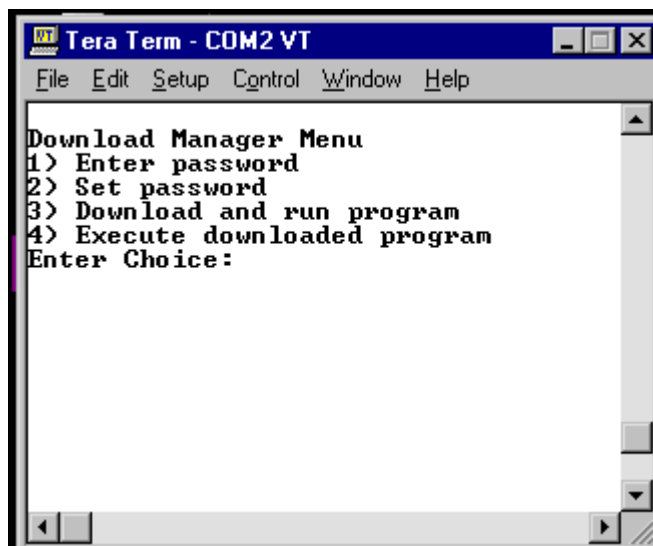 Tera Term - COM2 VT
File Edit Setup Control Window Help
Download Manager Menu
1) Enter password
2) Set password
3) Download and run program
4) Execute downloaded program
Enter Choice: